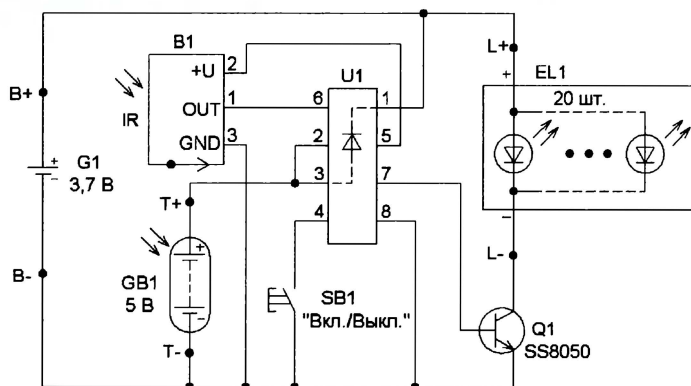 B1
L+
+U
2
U1
+
EL1
B+
OUT
1
6
1
20 шт.
IR
GND
3
2
5
+
G1
3,7 В
−
3
7
T+
4
8
−
+
L-
B-
GB1
5 В
−
SB1
"Вкл./Выкл."
Q1
SS8050
T-